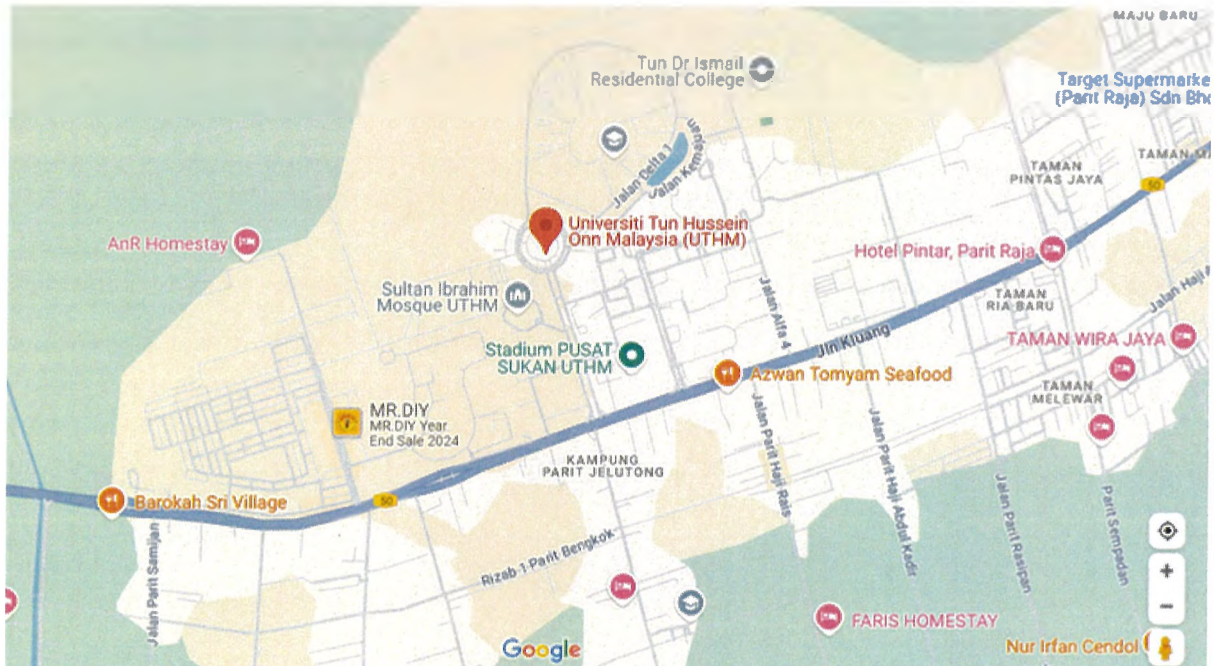 MAJU BARU
Tun Dr Ismail
Residential College
Target Supermarke
(Parit Raja) Sdn Bho
Jalan Delta 1
Jalan Kemajuan
TAMAN
PINTAS JAYA
TAMAN M
50
Universiti Tun Hussein
Onn Malaysia (UTHM)
AnR Homestay
Hotel Pintar, Parit Raja
Sultan Ibrahim
Mosque UTHM
Jalan Alfa 4
TAMAN
RIA BARU
Jalan Haji
Jln Kluang
TAMAN WIRA JAYA
Stadium PUSAT
SUKAN UTHM
Azwan Tomyam Seafood
TAMAN
MELEWAR
MR.DIY
MR.DIY Year
End Sale 2024
KAMPUNG
PARIT JELUTONG
Jalan Parit Haji Rais
Jalan Parit Haji Abdul Kadir
Jalan Parit Rasipan
Parit Sempadan
50
Barokah Sri Village
Jalan Parit Samijan
Rizab 1 Parit Bengkok
FARIS HOMESTAY
Google
Nur Irfan Cendol